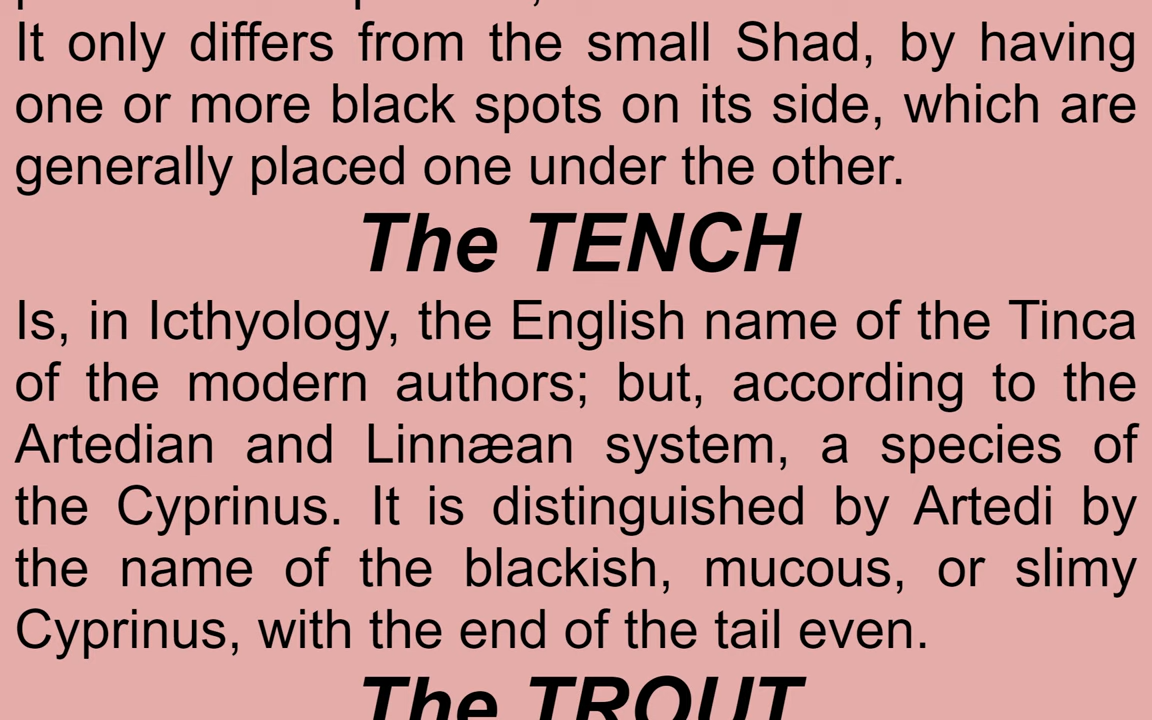 It only differs from the small Shad, by having
one or more black spots on its side, which are
generally placed one under the other.
The TENCH
Is, in Icthyology, the English name of the Tinca
of the modern authors; but, according to the
Artedian and Linnæan system, a species of
the Cyprinus. It is distinguished by Artedi by
the name of the blackish, mucous, or slimy
Cyprinus, with the end of the tail even.
The TROUT